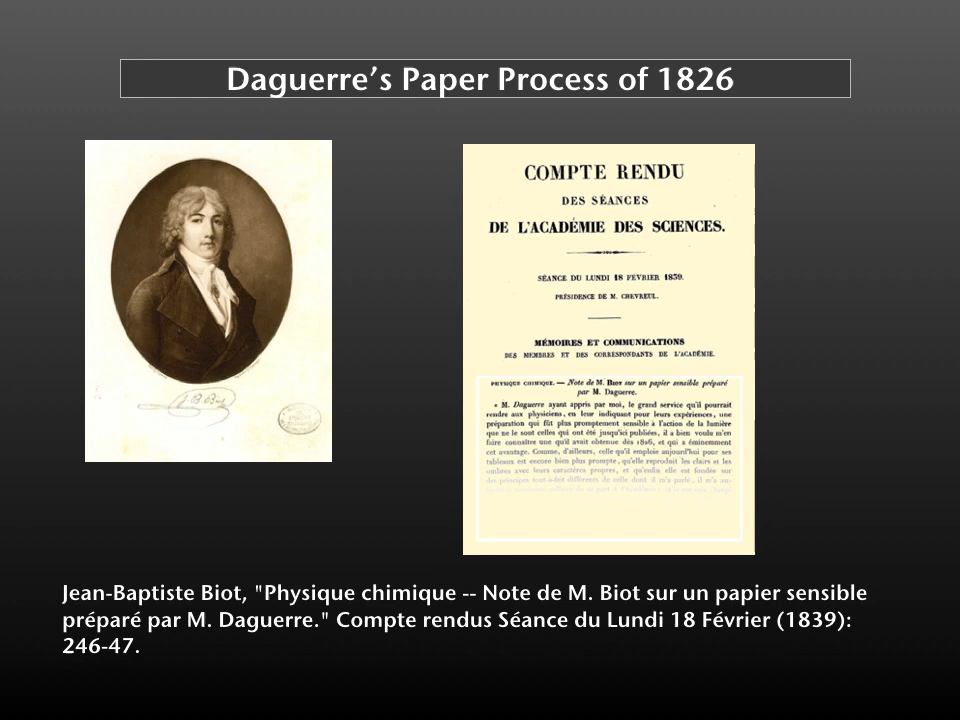 Daguerre’s Paper Process of 1826
J. B. Biot
COMPTE RENDU
DES SÉANCES
DE L'ACADÉMIE DES SCIENCES.
SÉANCE DU LUNDI 18 FÉVRIER 1839.
PRÉSIDENCE DE M. CHEVREUL.
MÉMOIRES ET COMMUNICATIONS
DES MEMBRES ET DES CORRESPONDANTS DE L'ACADÉMIE.
PHYSIQUE CHIMIQUE. — Note de M. BIOT sur un papier sensible préparé
par M. Daguerre.
« M. Daguerre ayant appris par moi, le grand service qu'il pourrait
rendre aux physiciens, en leur indiquant pour leurs expériences, une
préparation qui fût plus promptement sensible à l'action de la lumière
que ne le sont celles qui ont été jusqu'ici publiées, il a bien voulu m'en
faire connaître une qu'il avait obtenue dès 1826, et qui a éminemment
cet avantage. Comme, d'ailleurs, celle qu'il emploie aujourd'hui pour ses
tableaux est encore bien plus prompte, qu'elle reproduit les clairs et les
ombres avec leurs caractères propres, et qu'enfin elle est fondée sur
des principes tout-à-fait différents de celle dont il m'a parlé, il m'a au-
Jean-Baptiste Biot, "Physique chimique -- Note de M. Biot sur un papier sensible
préparé par M. Daguerre." Compte rendus Séance du Lundi 18 Février (1839):
246-47.